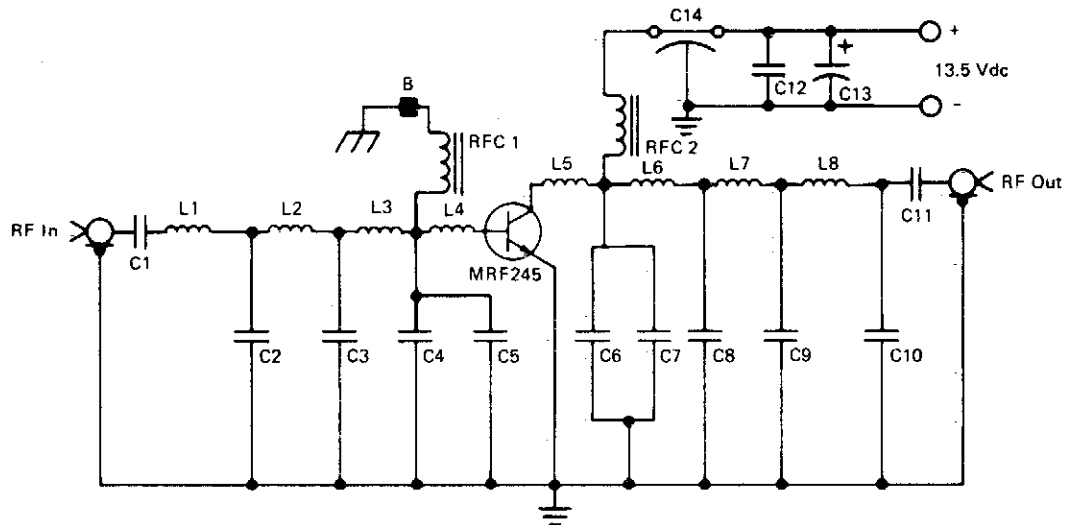 C14
+
+
B
C12
C13
13.5 Vdc
-
RFC 1
RFC 2
L5
L6
L7
L8
RF Out
C11
L1
L2
L3
L4
RF In
C1
MRF245
C2
C3
C4
C5
C6
C7
C8
C9
C10